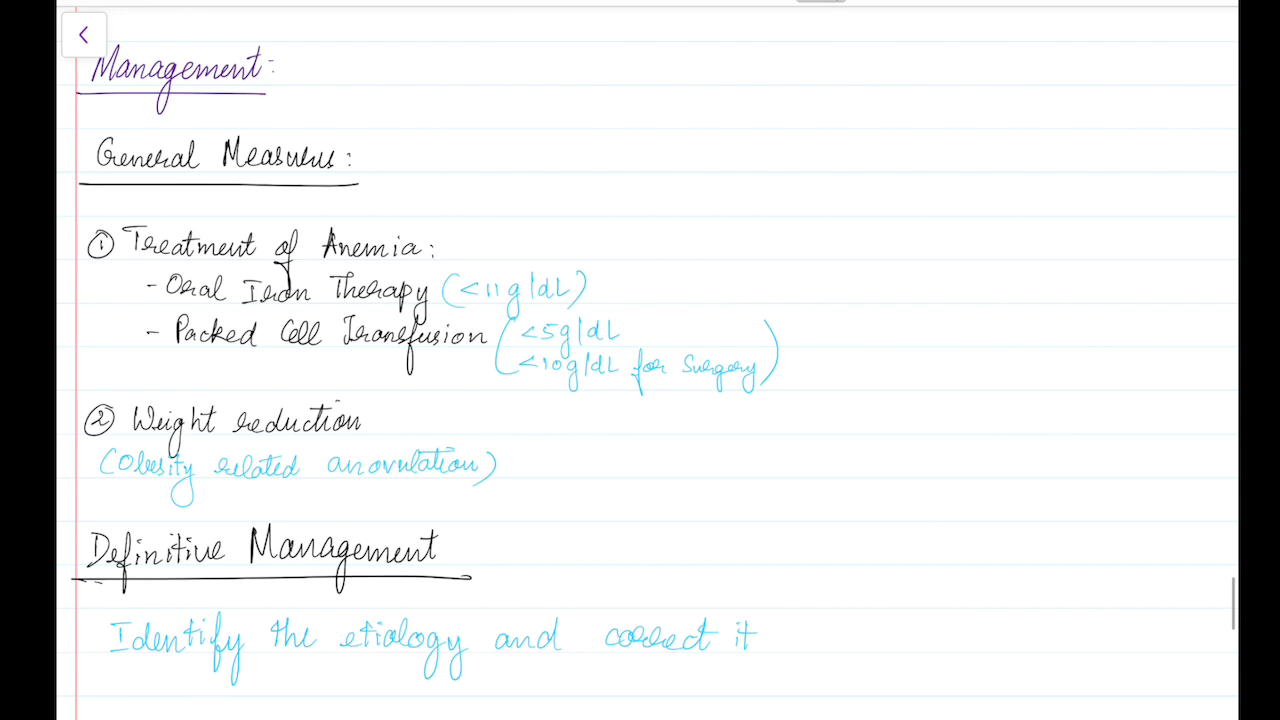 Management:-
General Measures:
① Treatment of Anemia:
- Oral Iron Therapy (<11g/dL)
- Packed Cell Transfusion (<5g/dL
<10g/dL for Surgery)
② Weight reduction
(Obesity related anovulation)
Definitive Management
Identify the etiology and correct it